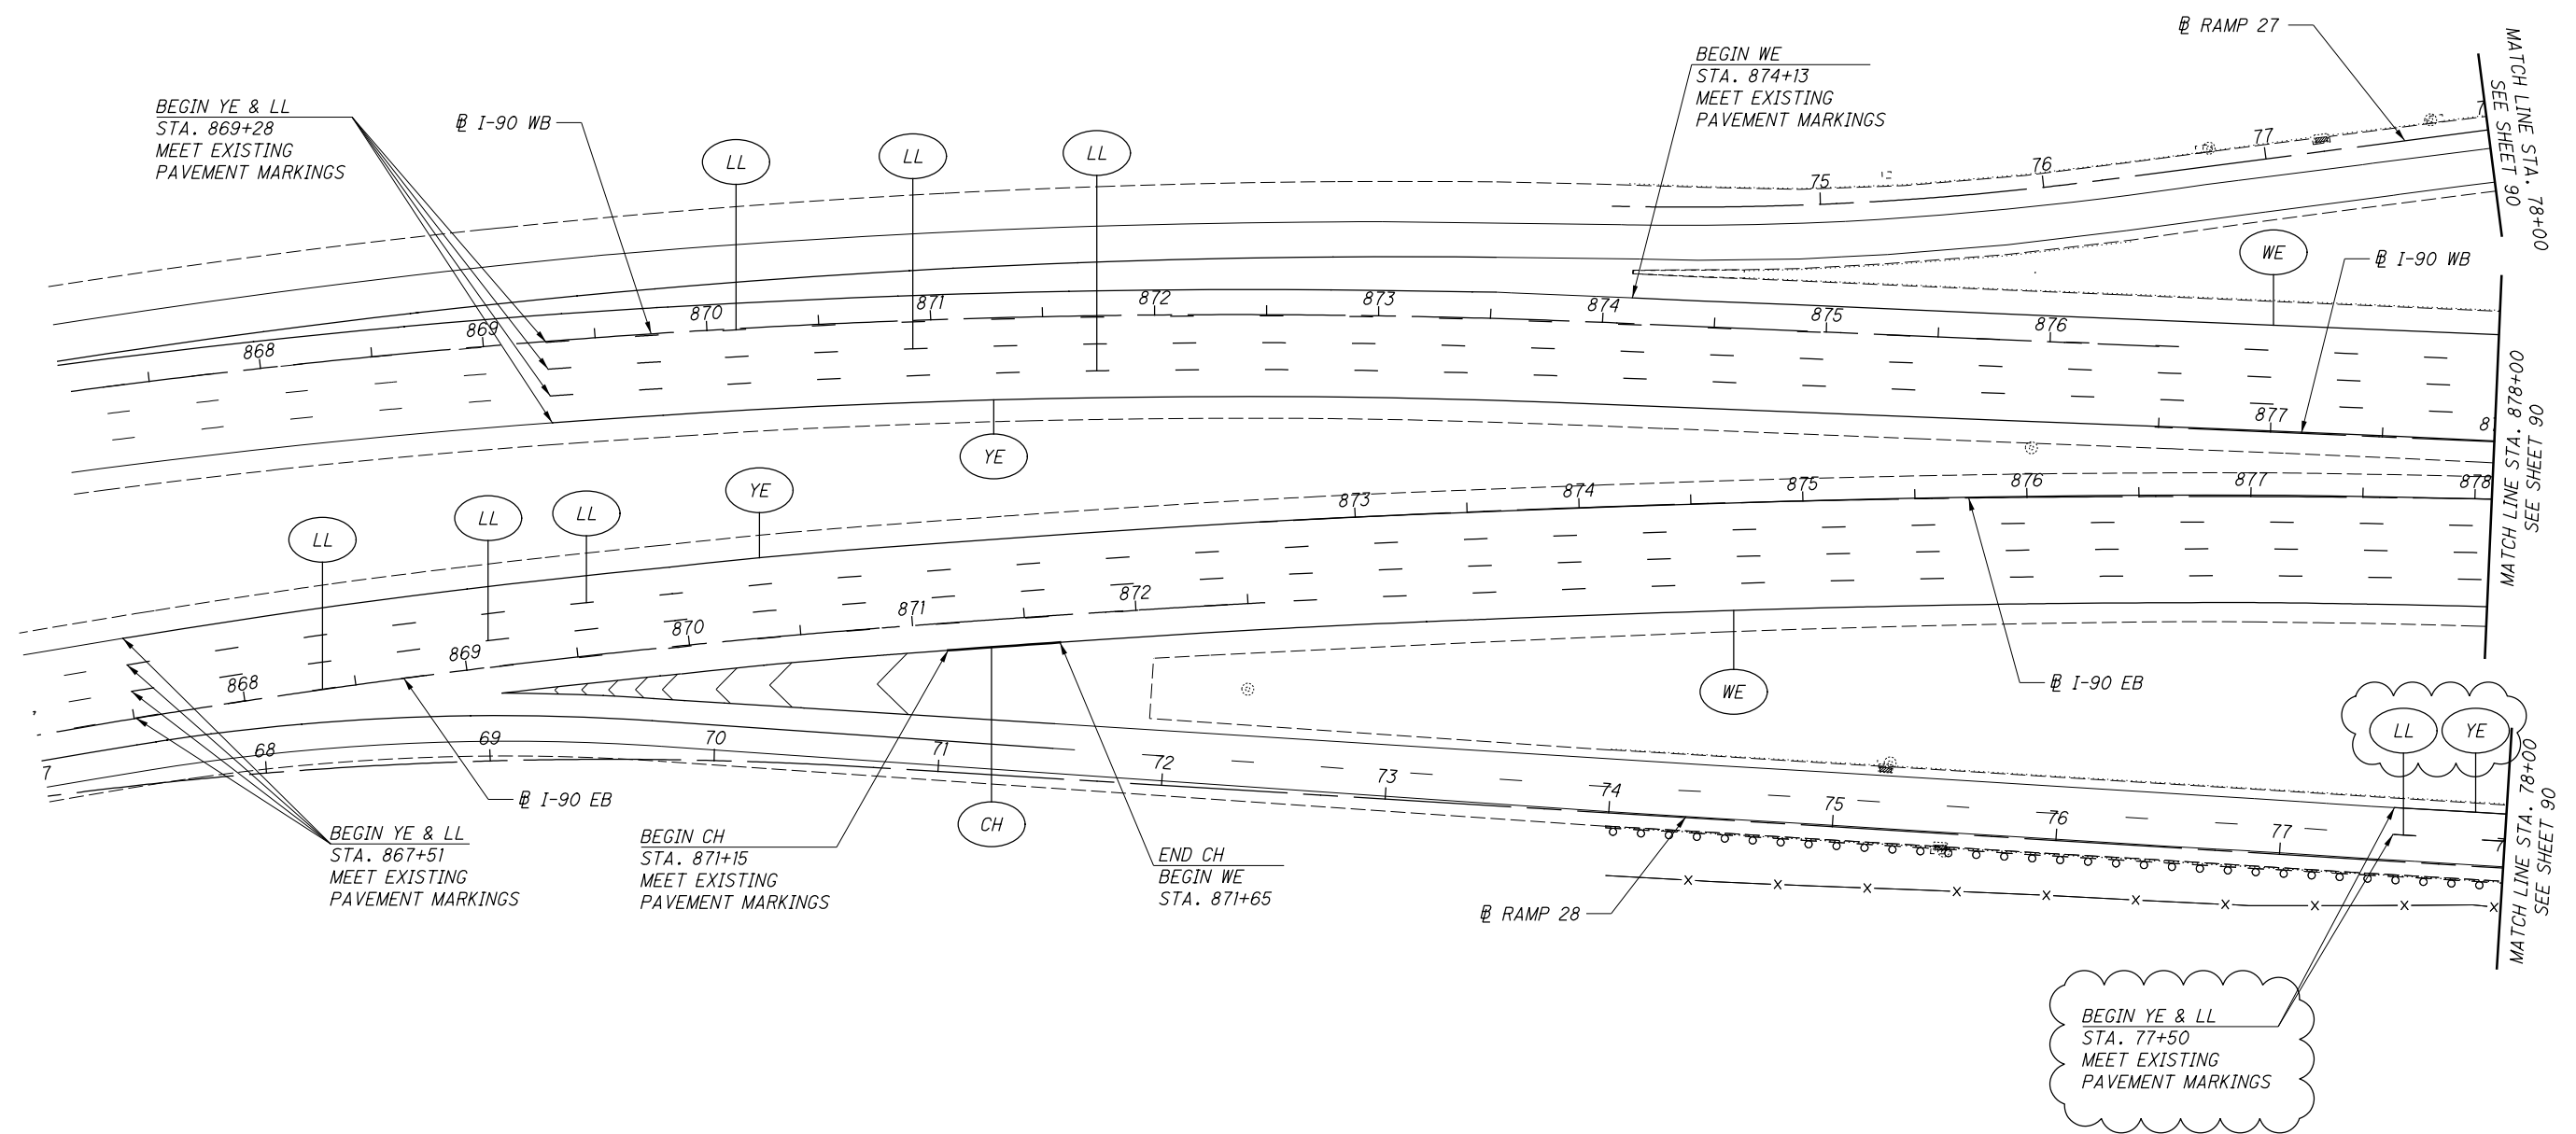 ℄ RAMP 27
MATCH LINE STA. 78+00
SEE SHEET 90
BEGIN WE
STA. 874+13
MEET EXISTING
PAVEMENT MARKINGS
BEGIN YE & LL
STA. 869+28
MEET EXISTING
PAVEMENT MARKINGS
℄ I-90 WB
LL
LL
LL
7
77
76
75
WE
℄ I-90 WB
868
869
870
871
872
873
874
875
876
877
8
YE
MATCH LINE STA. 878+00
SEE SHEET 90
LL
LL
LL
YE
873
874
875
876
877
878
868
869
870
871
872
WE
℄ I-90 EB
LL
YE
7
68
69
70
71
72
73
74
75
76
77
7
MATCH LINE STA. 78+00
SEE SHEET 90
℄ I-90 EB
CH
BEGIN YE & LL
STA. 867+51
MEET EXISTING
PAVEMENT MARKINGS
BEGIN CH
STA. 871+15
MEET EXISTING
PAVEMENT MARKINGS
END CH
BEGIN WE
STA. 871+65
℄ RAMP 28
X X X X X X X X X X
BEGIN YE & LL
STA. 77+50
MEET EXISTING
PAVEMENT MARKINGS